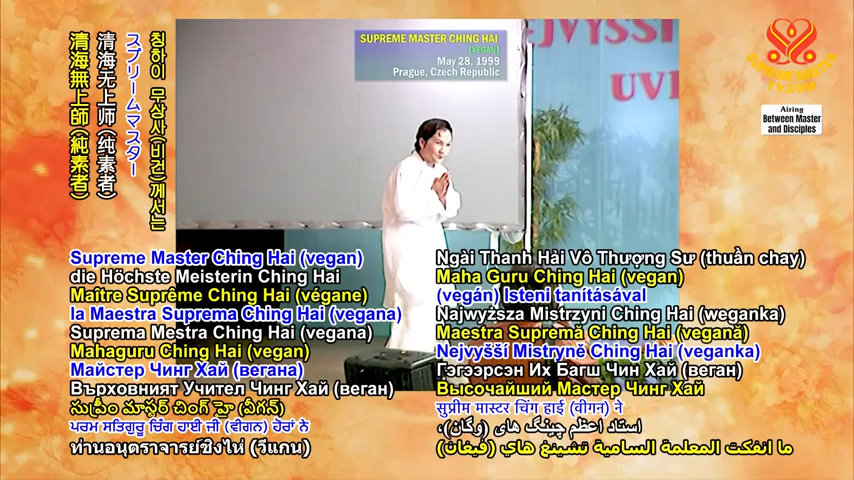 SUPREME MASTER CHING HAI
(VEGAN)
May 28, 1999
Prague, Czech Republic
EJVYŠŠÍ
UV
SUPREME MASTER
TV.COM
Airing
Between Master
and Disciples
칭하이 무상사(비건)께서는
スプリームマスター
清海无上师(纯素者)
清海無上師(純素者)
Supreme Master Ching Hai (vegan)
die Höchste Meisterin Ching Hai
Maître Suprême Ching Hai (végane)
la Maestra Suprema Ching Hai (vegana)
Suprema Mestra Ching Hai (vegana)
Mahaguru Ching Hai (vegan)
Майстер Чинг Хай (вегана)
Върховният Учител Чинг Хай (веган)
సుప్రీం మాస్టర్ చింగ్ హై (వీగన్)
ਪਰਮ ਸਤਿਗੁਰੂ ਚਿੰਗ ਹਾਈ ਜੀ (ਵੀਗਨ) ਹੋਰਾਂ ਨੇ
ท่านอนุตราจารย์ชิงไห่ (วีแกน)
Ngài Thanh Hải Vô Thượng Sư (thuần chay)
Maha Guru Ching Hai (vegan)
(vegán) Isteni tanításával
Najwyższa Mistrzyni Ching Hai (weganka)
Maestra Supremă Ching Hai (vegană)
Nejvyšší Mistryně Ching Hai (veganka)
Гэгээрсэн Их Багш Чин Хай (веган)
Высочайший Мастер Чинг Хай
सुप्रीम मास्टर चिंग हाई (वीगन) ने
استاد اعظم چینگ های (وگان)،
ما انفكت المعلمة السامية تشينغ هاي (فيغان)